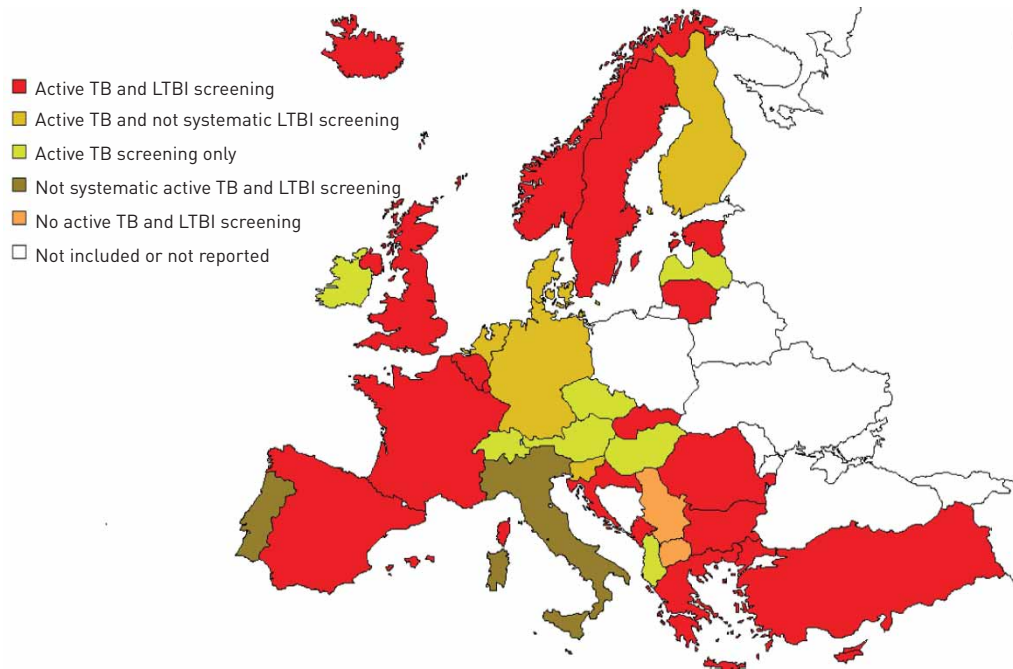 Active TB and LTBI screening
Active TB and not systematic LTBI screening
Active TB screening only
Not systematic active TB and LTBI screening
No active TB and LTBI screening
Not included or not reported